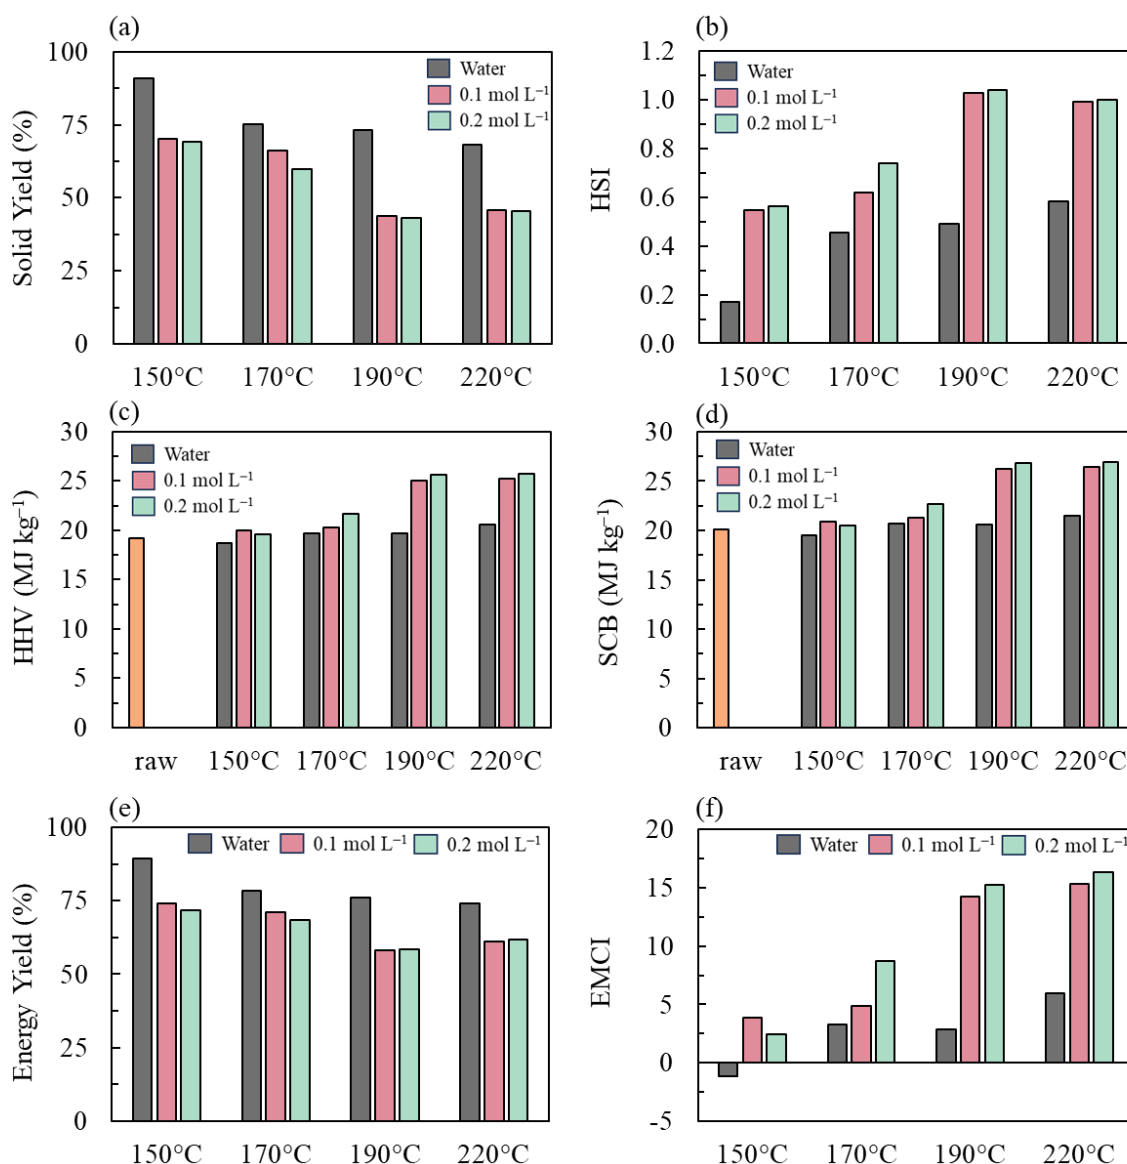 (a)
Solid Yield (%)
100
75
50
25
0
Water
0.1 mol L⁻¹
0.2 mol L⁻¹
150°C 170°C 190°C 220°C
(b)
HSI
1.2
1.0
0.8
0.6
0.4
0.2
0.0
Water
0.1 mol L⁻¹
0.2 mol L⁻¹
150°C 170°C 190°C 220°C
(c)
HHV (MJ kg⁻¹)
30
25
20
15
10
5
0
Water
0.1 mol L⁻¹
0.2 mol L⁻¹
raw 150°C 170°C 190°C 220°C
(d)
SCB (MJ kg⁻¹)
30
25
20
15
10
5
0
Water
0.1 mol L⁻¹
0.2 mol L⁻¹
raw 150°C 170°C 190°C 220°C
(e)
Energy Yield (%)
100
75
50
25
0
Water 0.1 mol L⁻¹ 0.2 mol L⁻¹
150°C 170°C 190°C 220°C
(f)
EMCI
20
15
10
5
0
-5
Water 0.1 mol L⁻¹ 0.2 mol L⁻¹
150°C 170°C 190°C 220°C